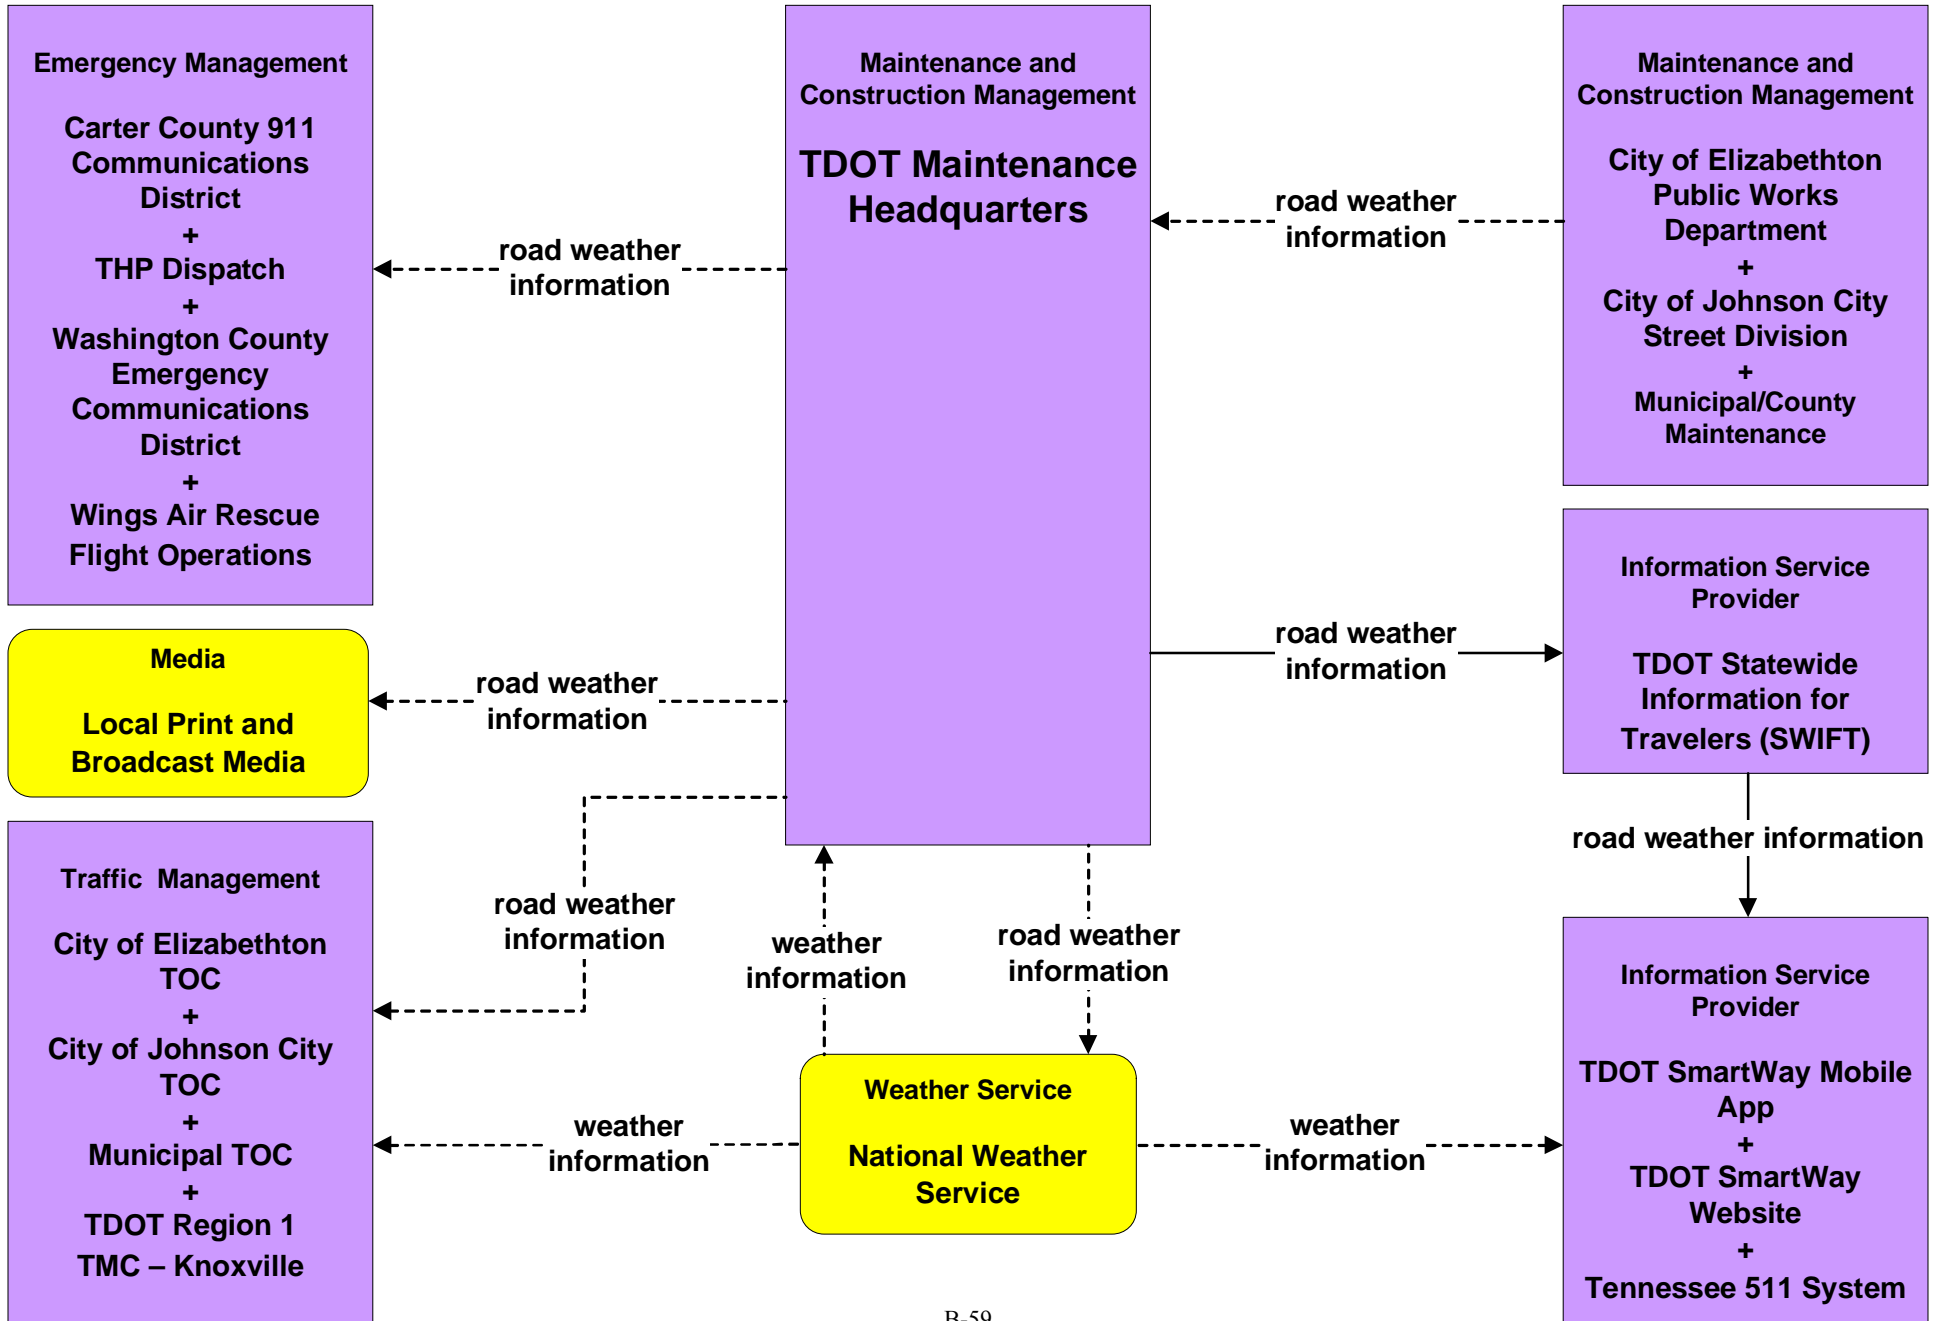 Emergency Management
Carter County 911
Communications
District
+
THP Dispatch
+
Washington County
Emergency
Communications
District
+
Wings Air Rescue
Flight Operations
road weather
information
Maintenance and
Construction Management
TDOT Maintenance
Headquarters
road weather
information
Maintenance and
Construction Management
City of Elizabethton
Public Works
Department
+
City of Johnson City
Street Division
+
Municipal/County
Maintenance
Media
Local Print and
Broadcast Media
road weather
information
road weather
information
Information Service
Provider
TDOT Statewide
Information for
Travelers (SWIFT)
road weather information
Traffic  Management
City of Elizabethton
TOC
+
City of Johnson City
TOC
+
Municipal TOC
+
TDOT Region 1
TMC – Knoxville
road weather
information
weather
information
road weather
information
weather
information
Weather Service
National Weather
Service
weather
information
Information Service
Provider
TDOT SmartWay Mobile
App
+
TDOT SmartWay
Website
+
Tennessee 511 System
B-59